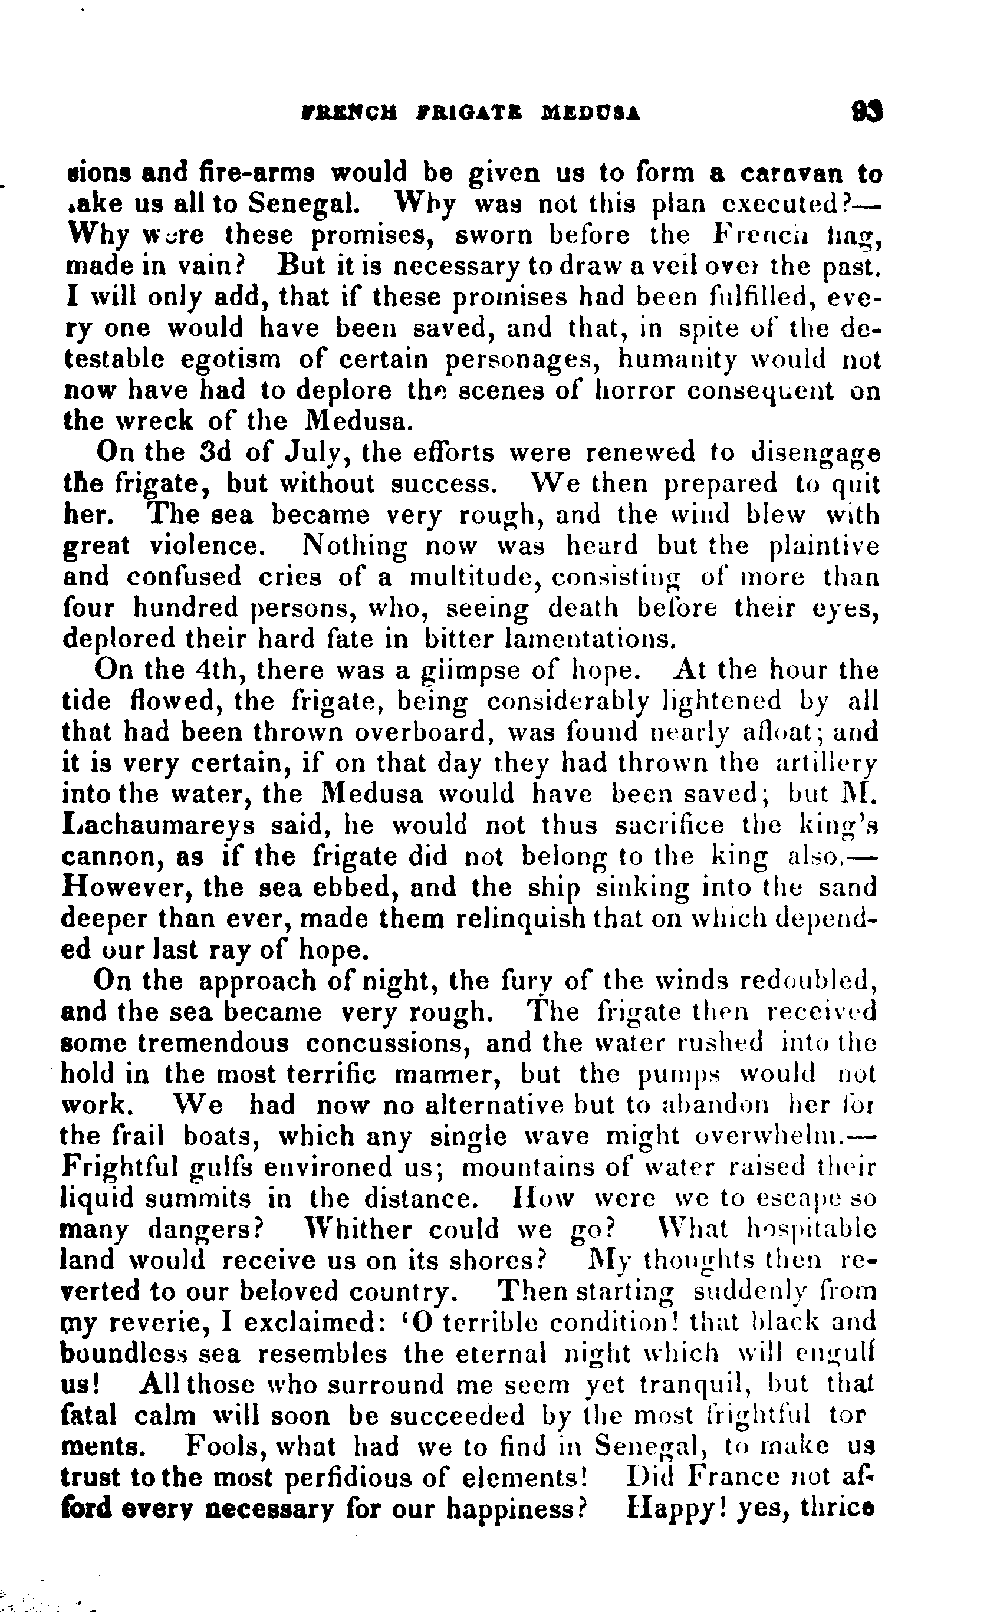 FRENCH FRIGATE MEDUSA 93
sions and fire-arms would be given us to form a caravan to
take us all to Senegal. Why was not this plan executed?—
Why were these promises, sworn before the French flag,
made in vain? But it is necessary to draw a veil over the past.
I will only add, that if these promises had been fulfilled, eve-
ry one would have been saved, and that, in spite of the de-
testable egotism of certain personages, humanity would not
now have had to deplore the scenes of horror consequent on
the wreck of the Medusa.
On the 3d of July, the efforts were renewed to disengage
the frigate, but without success. We then prepared to quit
her. The sea became very rough, and the wind blew with
great violence. Nothing now was heard but the plaintive
and confused cries of a multitude, consisting of more than
four hundred persons, who, seeing death before their eyes,
deplored their hard fate in bitter lamentations.
On the 4th, there was a glimpse of hope. At the hour the
tide flowed, the frigate, being considerably lightened by all
that had been thrown overboard, was found nearly afloat; and
it is very certain, if on that day they had thrown the artillery
into the water, the Medusa would have been saved; but M.
Lachaumareys said, he would not thus sacrifice the king's
cannon, as if the frigate did not belong to the king also.—
However, the sea ebbed, and the ship sinking into the sand
deeper than ever, made them relinquish that on which depend-
ed our last ray of hope.
On the approach of night, the fury of the winds redoubled,
and the sea became very rough. The frigate then received
some tremendous concussions, and the water rushed into the
hold in the most terrific manner, but the pumps would not
work. We had now no alternative but to abandon her for
the frail boats, which any single wave might overwhelm.—
Frightful gulfs environed us; mountains of water raised their
liquid summits in the distance. How were we to escape so
many dangers? Whither could we go? What hospitable
land would receive us on its shores? My thoughts then re-
verted to our beloved country. Then starting suddenly from
my reverie, I exclaimed: 'O terrible condition! that black and
boundless sea resembles the eternal night which will engulf
us! All those who surround me seem yet tranquil, but that
fatal calm will soon be succeeded by the most frightful tor
ments. Fools, what had we to find in Senegal, to make us
trust to the most perfidious of elements! Did France not af-
ford every necessary for our happiness? Happy! yes, thrice